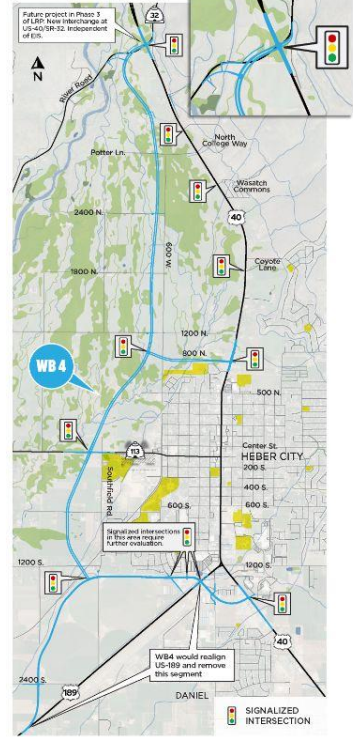 Future project in Phase 3
of LRP: New Interchange at
US-40/SR-32. Independent
of EIS.
32
N
River Road
North
College Way
Potter Ln.
Wasatch
Commons
2400 N.
40
600 W.
Coyote
Lane
1800 N.
1200 N.
800 N.
WB 4
500 N.
Center St.
HEBER CITY
113
200 S.
400 S.
600 S.
Southfield Rd.
600 S.
Signalized intersections
in this area require
further evaluation.
1200 S.
1200 S.
40
WB4 would realign
US-189 and remove
this segment
2400 S.
189
DANIEL
SIGNALIZED
INTERSECTION